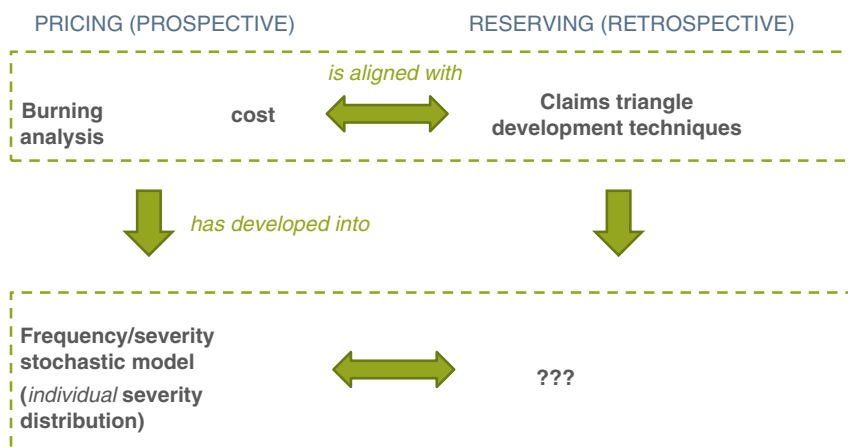 PRICING (PROSPECTIVE)
RESERVING (RETROSPECTIVE)
is aligned with
Burning cost
analysis
Claims triangle
development techniques
has developed into
Frequency/severity
stochastic model
(individual severity
distribution)
???